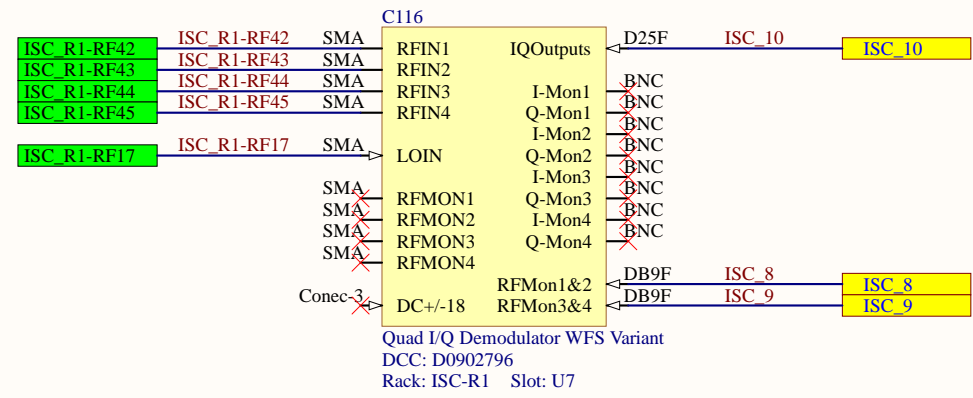 C116
ISC_R1-RF42 ISC_R1-RF42 SMA RFIN1 IQOutputs D25F ISC_10 ISC_10
ISC_R1-RF43 ISC_R1-RF43 SMA RFIN2
ISC_R1-RF44 ISC_R1-RF44 SMA RFIN3 I-Mon1 BNC
ISC_R1-RF45 ISC_R1-RF45 SMA RFIN4 Q-Mon1 BNC
I-Mon2 BNC
ISC_R1-RF17 ISC_R1-RF17 SMA LOIN Q-Mon2 BNC
I-Mon3 BNC
SMA RFMON1 Q-Mon3 BNC
SMA RFMON2 I-Mon4 BNC
SMA RFMON3 Q-Mon4 BNC
SMA RFMON4
RFMon1&2 DB9F ISC_8 ISC_8
Conec-3 DC+/-18 RFMon3&4 DB9F ISC_9 ISC_9
Quad I/Q Demodulator WFS Variant
DCC: D0902796
Rack: ISC-R1 Slot: U7